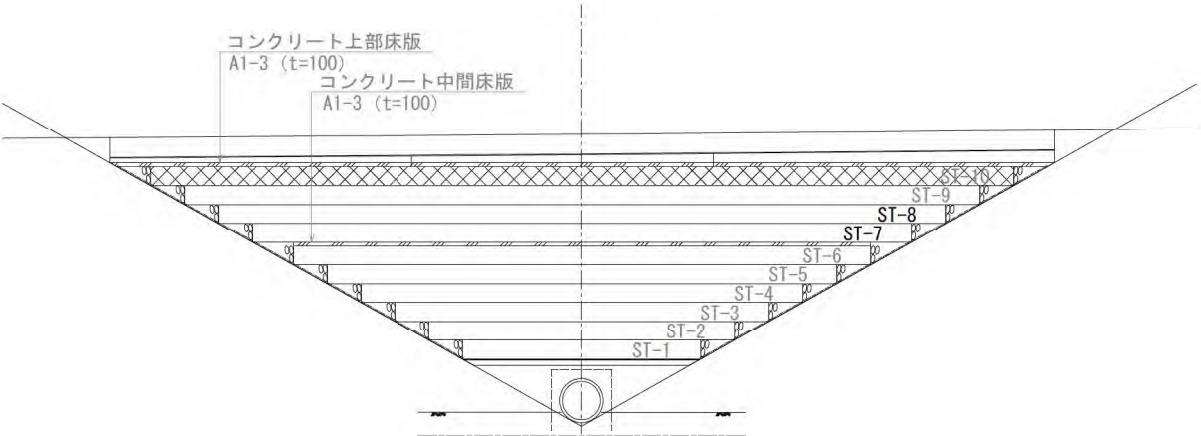 コンクリート上部床版
A1-3 (t=100)
コンクリート中間床版
A1-3 (t=100)
ST-10
ST-9
ST-8
ST-7
ST-6
ST-5
ST-4
ST-3
ST-2
ST-1